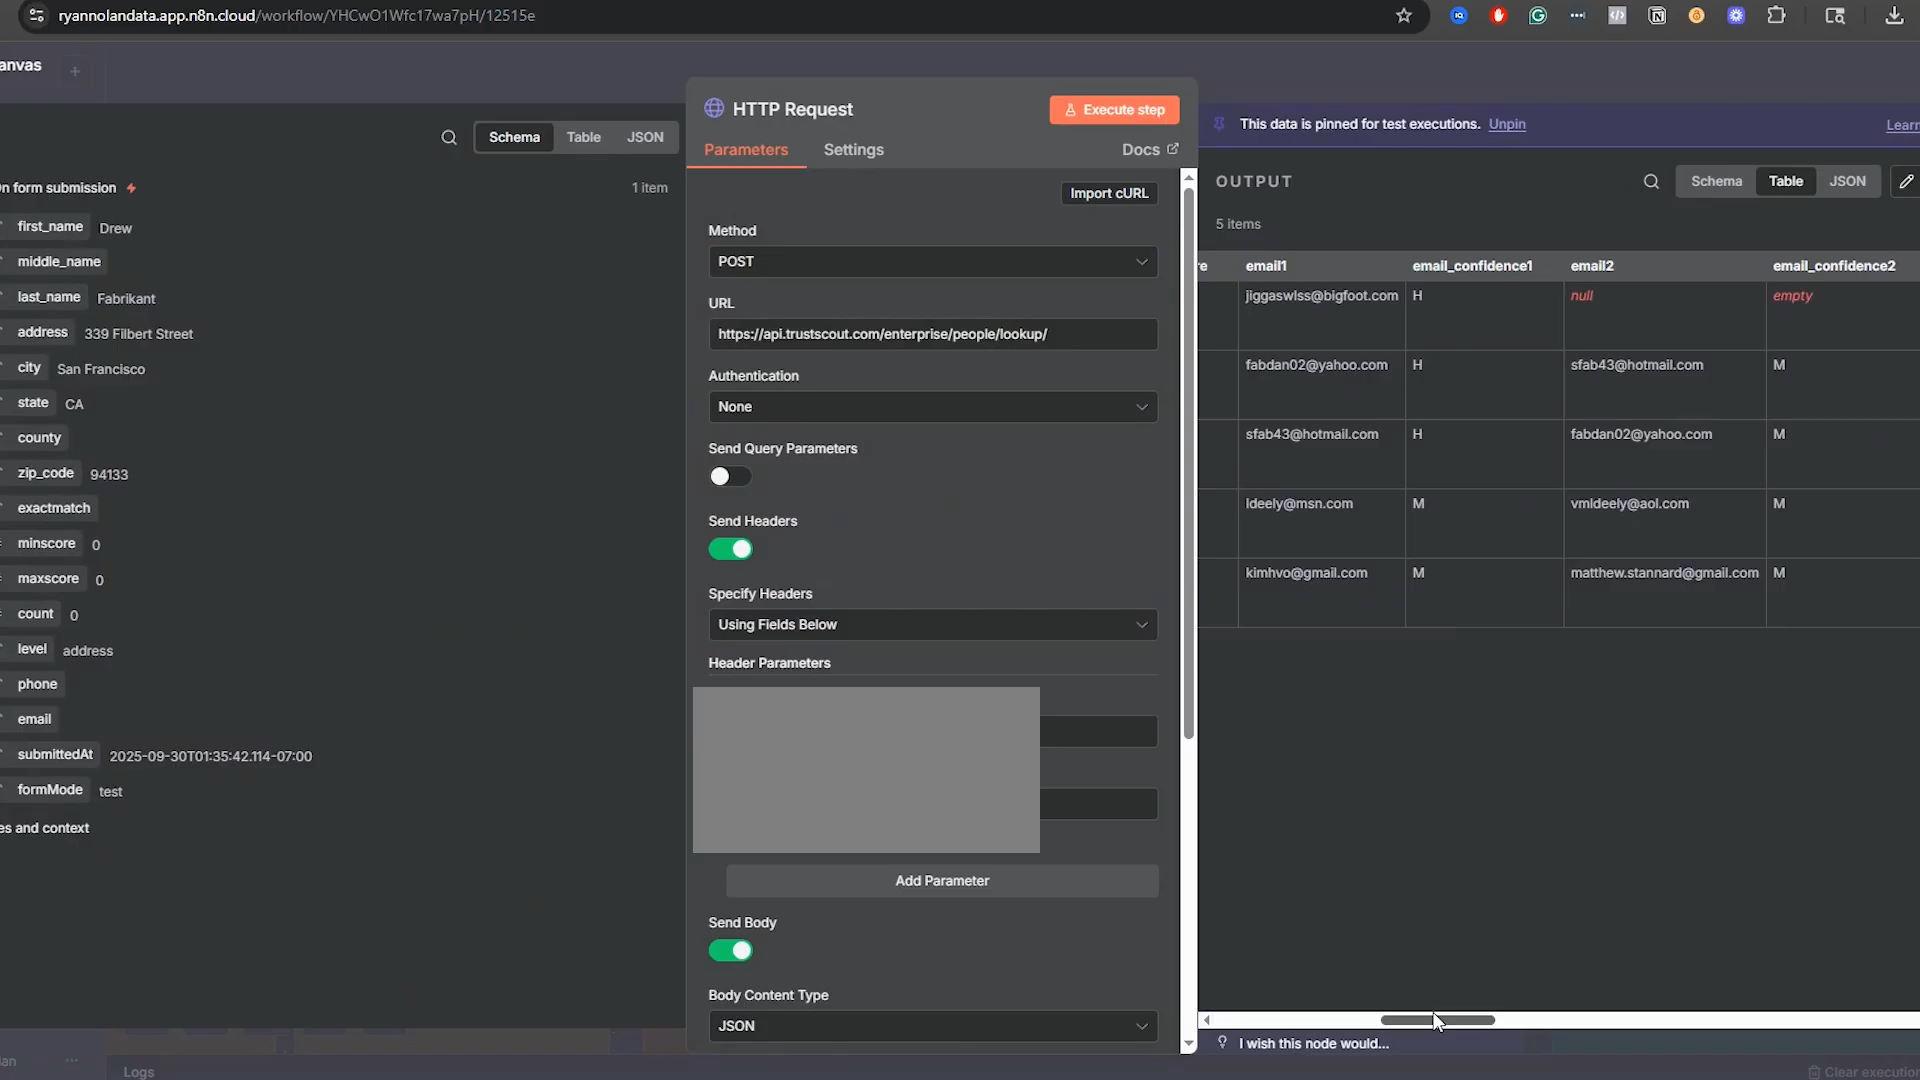 ryannolandata.app.n8n.cloud/workflow/YHCwO1Wfc17wa7pH/12515e
anvas
+
HTTP Request
Execute step
Parameters
Settings
Docs
Schema
Table
JSON
n form submission
1 item
first_name Drew
middle_name
last_name Fabrikant
address 339 Filbert Street
city San Francisco
state CA
county
zip_code 94133
exactmatch
minscore 0
maxscore 0
count 0
level address
phone
email
submittedAt 2025-09-30T01:35:42.114-07:00
formMode test
es and context
Import cURL
Method
POST
URL
https://api.trustscout.com/enterprise/people/lookup/
Authentication
None
Send Query Parameters
Send Headers
Specify Headers
Using Fields Below
Header Parameters
Add Parameter
Send Body
Body Content Type
JSON
This data is pinned for test executions. Unpin
Learn
OUTPUT
Schema
Table
JSON
5 items
re email1 email_confidence1 email2 email_confidence2
jiggaswlss@bigfoot.com H null empty
fabdan02@yahoo.com H sfab43@hotmail.com M
sfab43@hotmail.com H fabdan02@yahoo.com M
ldeely@msn.com M vmldeely@aol.com M
kimhvo@gmail.com M matthew.stannard@gmail.com M
I wish this node would...
an
Logs
Clear execution